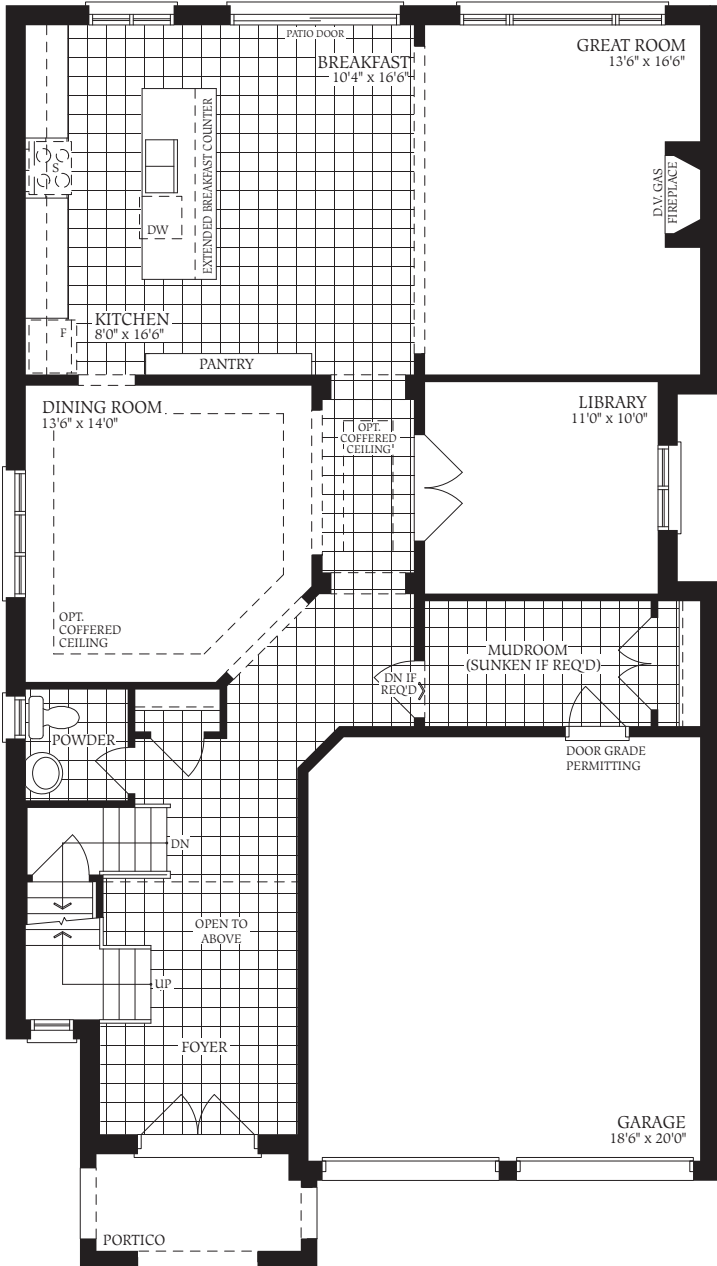 PATIO DOOR
BREAKFAST
10'4" x 16'6"
GREAT ROOM
13'6" x 16'6"
S
DW
EXTENDED BREAKFAST COUNTER
D.V. GAS
FIREPLACE
F
KITCHEN
8'0" x 16'6"
PANTRY
DINING ROOM
13'6" x 14'0"
OPT.
COFFERED
CEILING
LIBRARY
11'0" x 10'0"
OPT.
COFFERED
CEILING
MUDROOM
(SUNKEN IF REQ'D)
DN IF
REQ'D
POWDER
DOOR GRADE
PERMITTING
DN
OPEN TO
ABOVE
UP
FOYER
GARAGE
18'6" x 20'0"
PORTICO